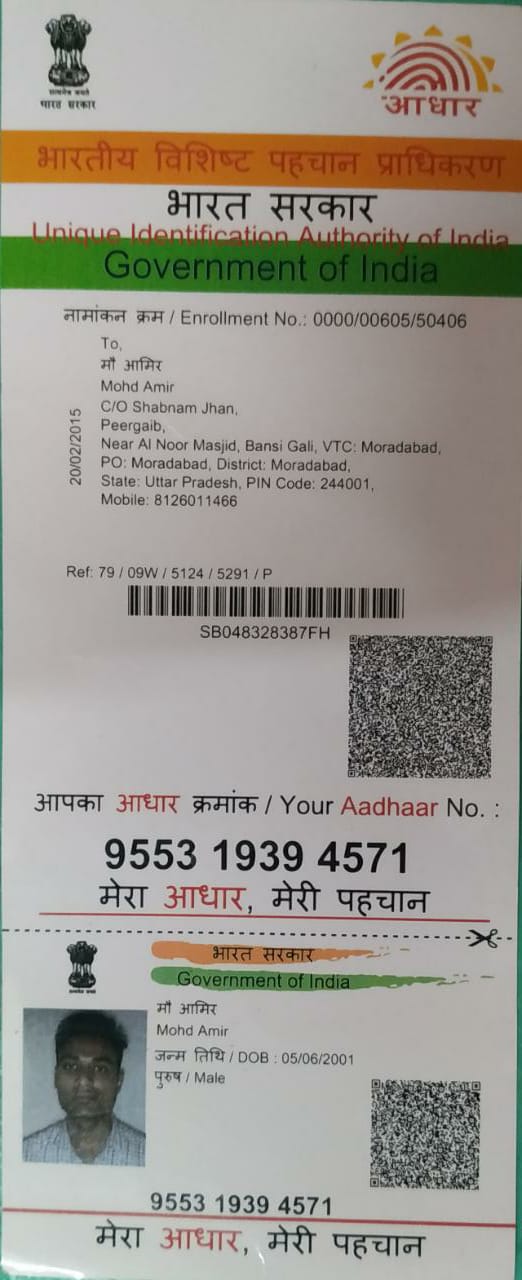 सत्यमेव जयते
भारत सरकार
आधार
भारतीय विशिष्ट पहचान प्राधिकरण
भारत सरकार
Unique Identification Authority of India
Government of India
नामांकन क्रम / Enrollment No.: 0000/00605/50406
20/02/2015
To,
मौ आमिर
Mohd Amir
C/O Shabnam Jhan,
Peergaib,
Near Al Noor Masjid, Bansi Gali, VTC: Moradabad,
PO: Moradabad, District: Moradabad,
State: Uttar Pradesh, PIN Code: 244001,
Mobile: 8126011466
Ref: 79 / 09W / 5124 / 5291 / P
SB048328387FH
आपका आधार क्रमांक / Your Aadhaar No. :
9553 1939 4571
मेरा आधार, मेरी पहचान
भारत सरकार
Government of India
मौ आमिर
Mohd Amir
जन्म तिथि / DOB : 05/06/2001
पुरुष / Male
9553 1939 4571
मेरा आधार, मेरी पहचान